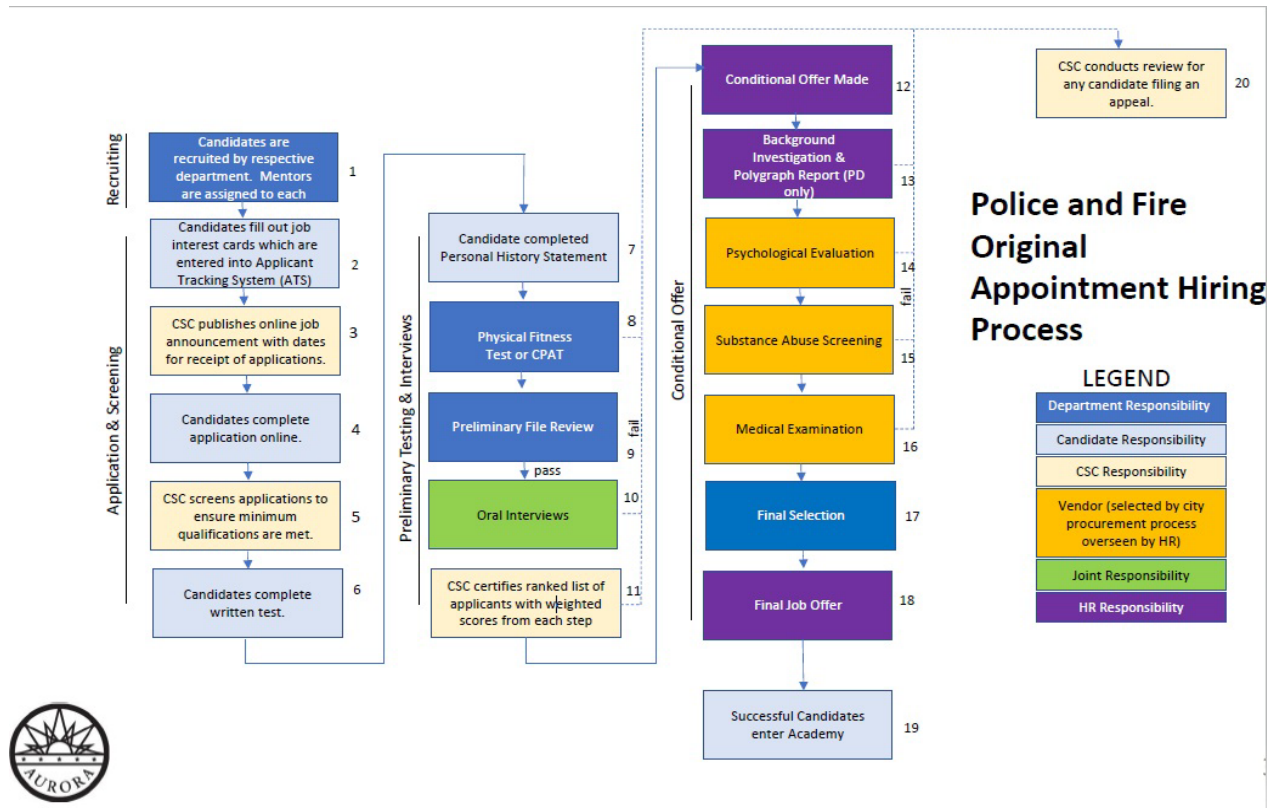 Recruiting
Candidates are
recruited by respective
department. Mentors
are assigned to each
1
Application & Screening
Candidates fill out job
interest cards which are
entered into Applicant
Tracking System (ATS)
2
CSC publishes online job
announcement with dates
for receipt of applications.
3
Candidates complete
application online.
4
CSC screens applications to
ensure minimum
qualifications are met.
5
Candidates complete
written test.
6
Preliminary Testing & Interviews
Candidate completed
Personal History Statement
7
Physical Fitness
Test or CPAT
8
Preliminary File Review
9
fail
pass
Oral Interviews
10
CSC certifies ranked list of
applicants with weighted
scores from each step
11
Conditional Offer
Conditional Offer Made
12
Background
Investigation &
Polygraph Report (PD
only)
13
Psychological Evaluation
14
fail
Substance Abuse Screening
15
Medical Examination
16
Final Selection
17
Final Job Offer
18
Successful Candidates
enter Academy
19
CSC conducts review for
any candidate filing an
appeal.
20
Police and Fire
Original
Appointment Hiring
Process
LEGEND
Department Responsibility
Candidate Responsibility
CSC Responsibility
Vendor (selected by city
procurement process
overseen by HR)
Joint Responsibility
HR Responsibility
AURORA